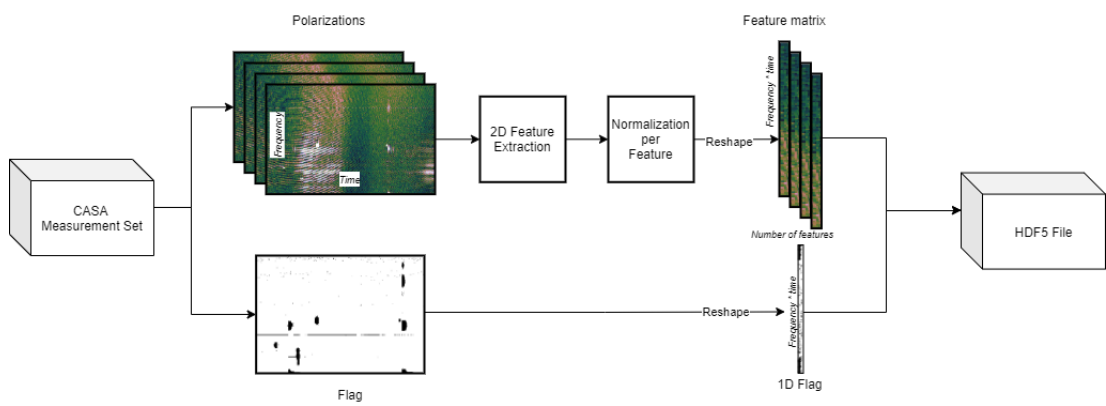 Polarizations
Feature matrix
Frequency
Time
2D Feature
Extraction
Normalization
per
Feature
Reshape
Frequency * time
Number of features
CASA
Measurement Set
HDF5 File
Flag
Reshape
Frequency * time
1D Flag